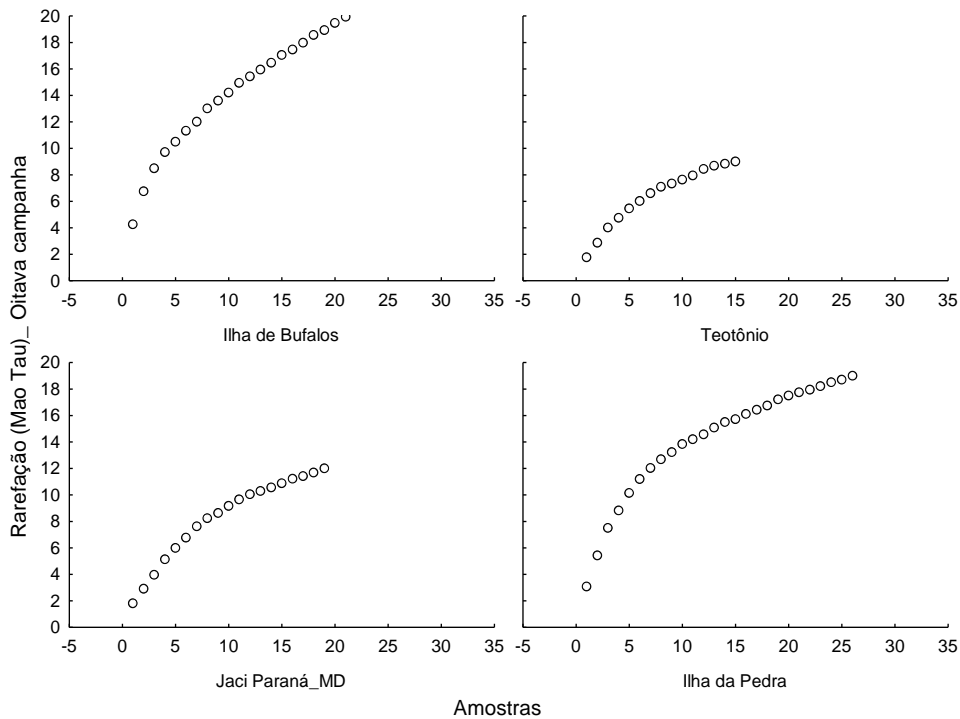 Rarefação (Mao Tau)_ Oitava campanha
20
18
16
14
12
10
8
6
4
2
0
-5 0 5 10 15 20 25 30 35
Ilha de Bufalos
-5 0 5 10 15 20 25 30 35
Teotônio
20
18
16
14
12
10
8
6
4
2
0
-5 0 5 10 15 20 25 30 35
Jaci Paraná_MD
-5 0 5 10 15 20 25 30 35
Ilha da Pedra
Amostras